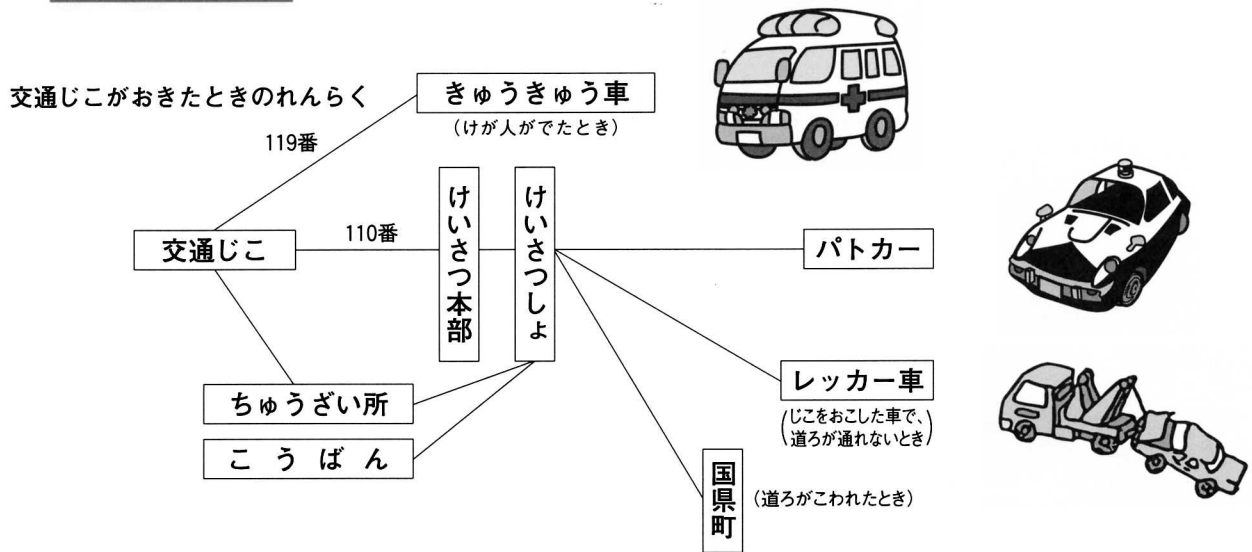 交通じこがおきたときのれんらく
きゅうきゅう車
(けが人がでたとき)
119番
交通じこ
110番
けいさつ本部
けいさつしょ
パトカー
レッカー車
(じこをおこした車で、
道ろが通れないとき)
ちゅうざい所
こうばん
国県町
(道ろがこわれたとき)